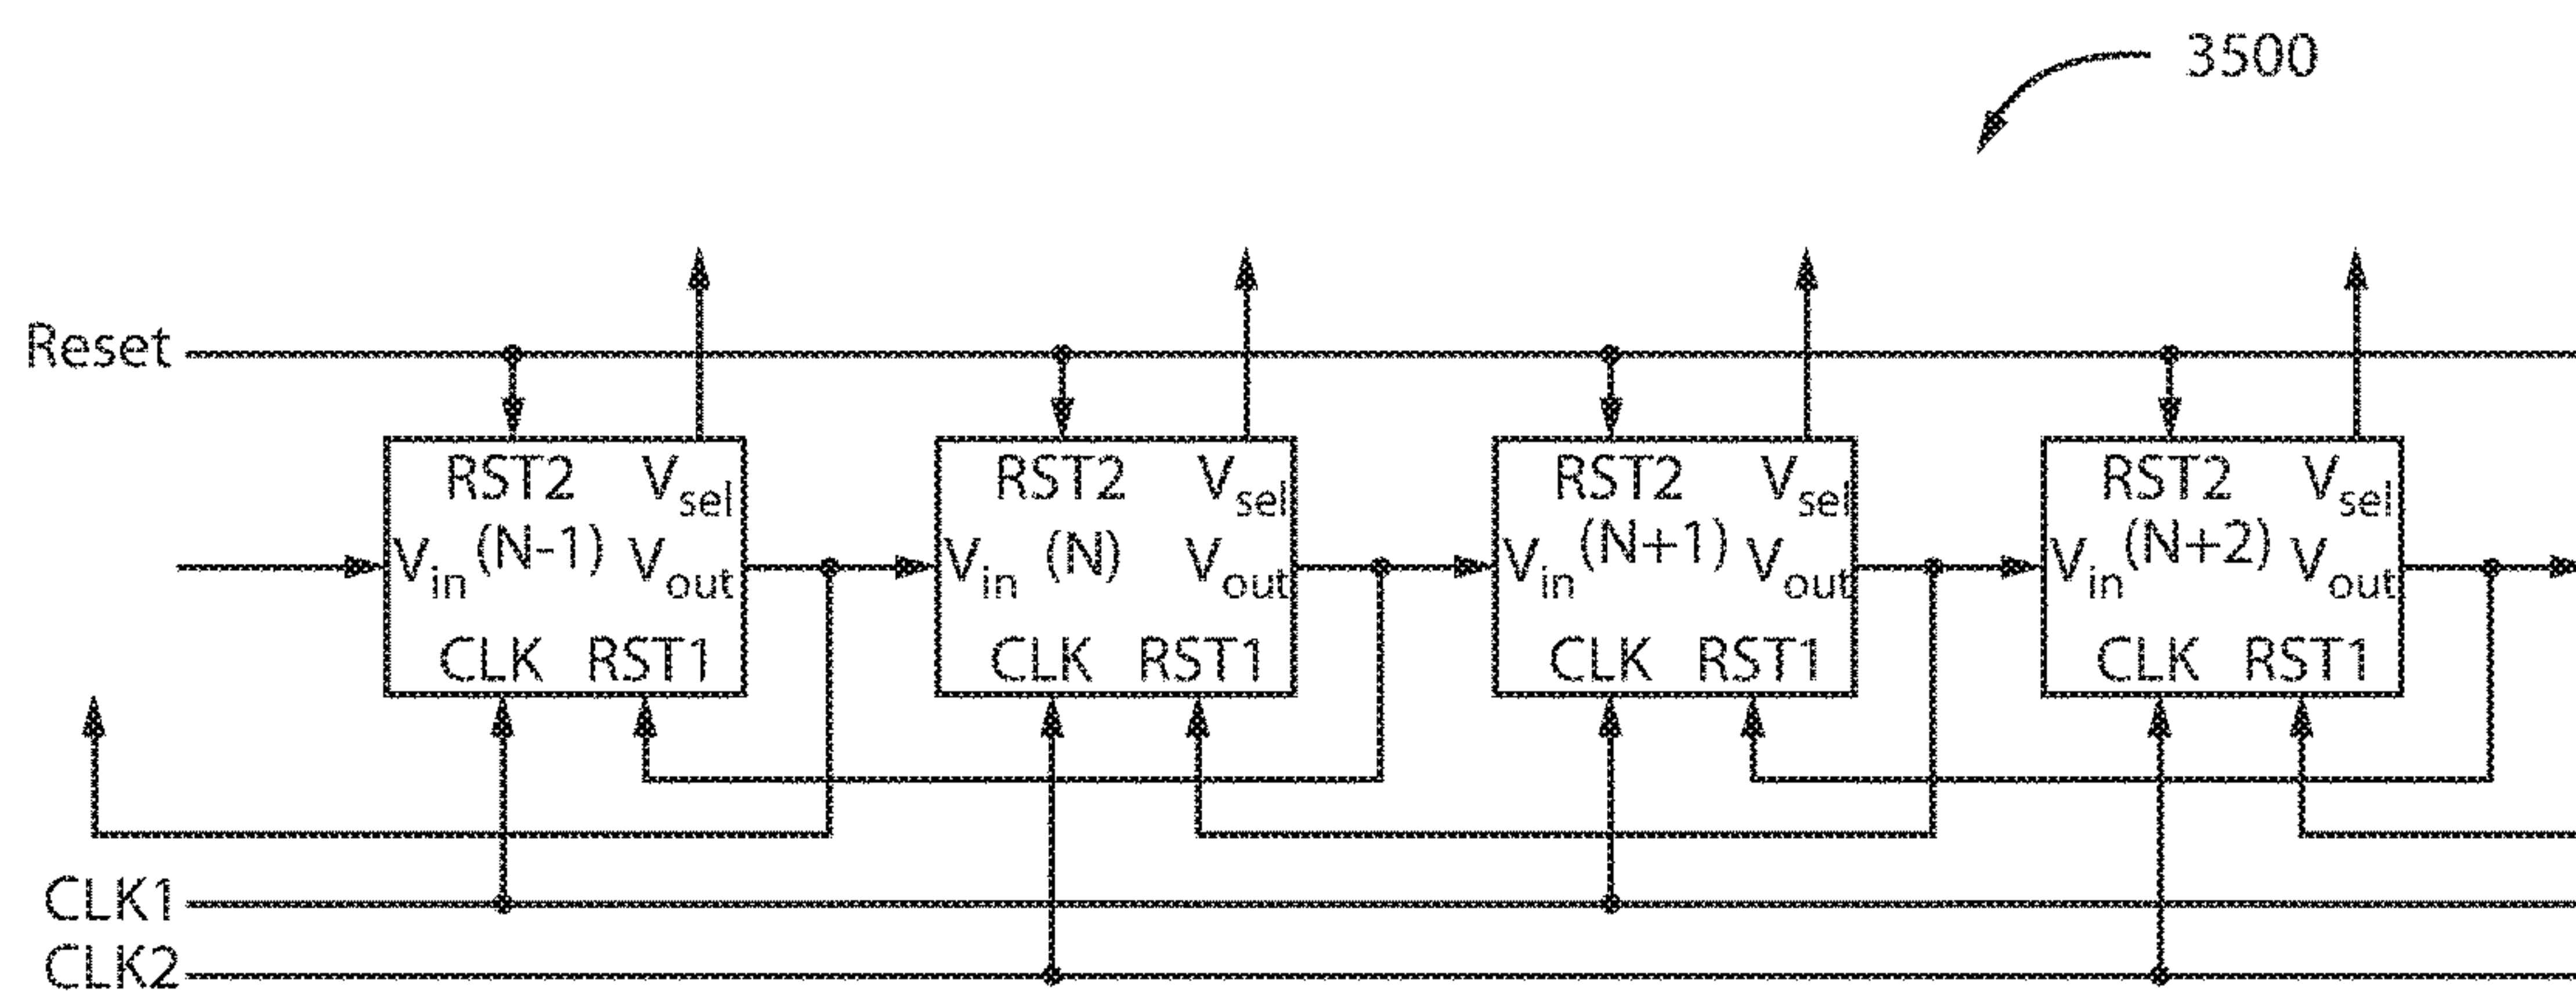 3500
Reset
RST2 Vsel
Vin (N-1) Vout
CLK RST1
RST2 Vsel
Vin (N) Vout
CLK RST1
RST2 Vsel
Vin (N+1) Vout
CLK RST1
RST2 Vsel
Vin (N+2) Vout
CLK RST1
CLK1
CLK2